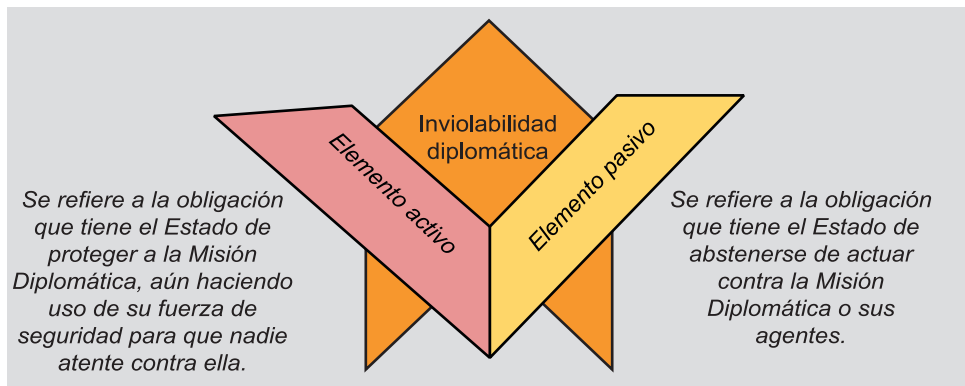 Inviolabilidad
diplomática
Elemento activo
Elemento pasivo
Se refiere a la obligación
que tiene el Estado de
proteger a la Misión
Diplomática, aún haciendo
uso de su fuerza de
seguridad para que nadie
atente contra ella.
Se refiere a la obligación
que tiene el Estado de
abstenerse de actuar
contra la Misión
Diplomática o sus
agentes.